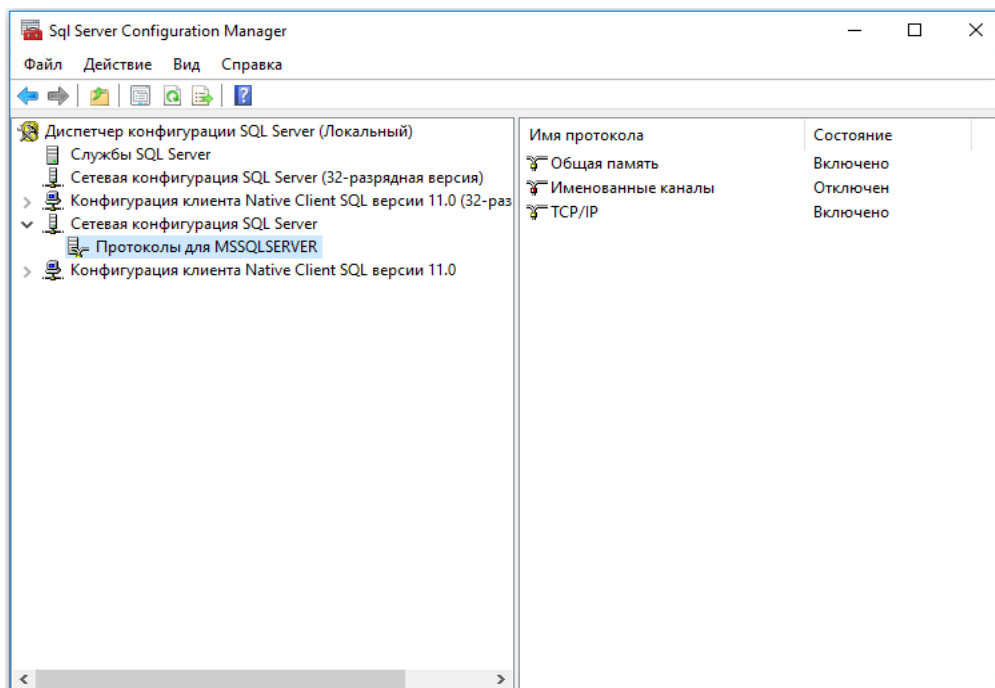 Sql Server Configuration Manager
Файл Действие Вид Справка
Диспетчер конфигурации SQL Server (Локальный)
Службы SQL Server
Сетевая конфигурация SQL Server (32-разрядная версия)
Конфигурация клиента Native Client SQL версии 11.0 (32-раз
Сетевая конфигурация SQL Server
Протоколы для MSSQLSERVER
Конфигурация клиента Native Client SQL версии 11.0
Имя протокола Состояние
Общая память Включено
Именованные каналы Отключен
TCP/IP Включено